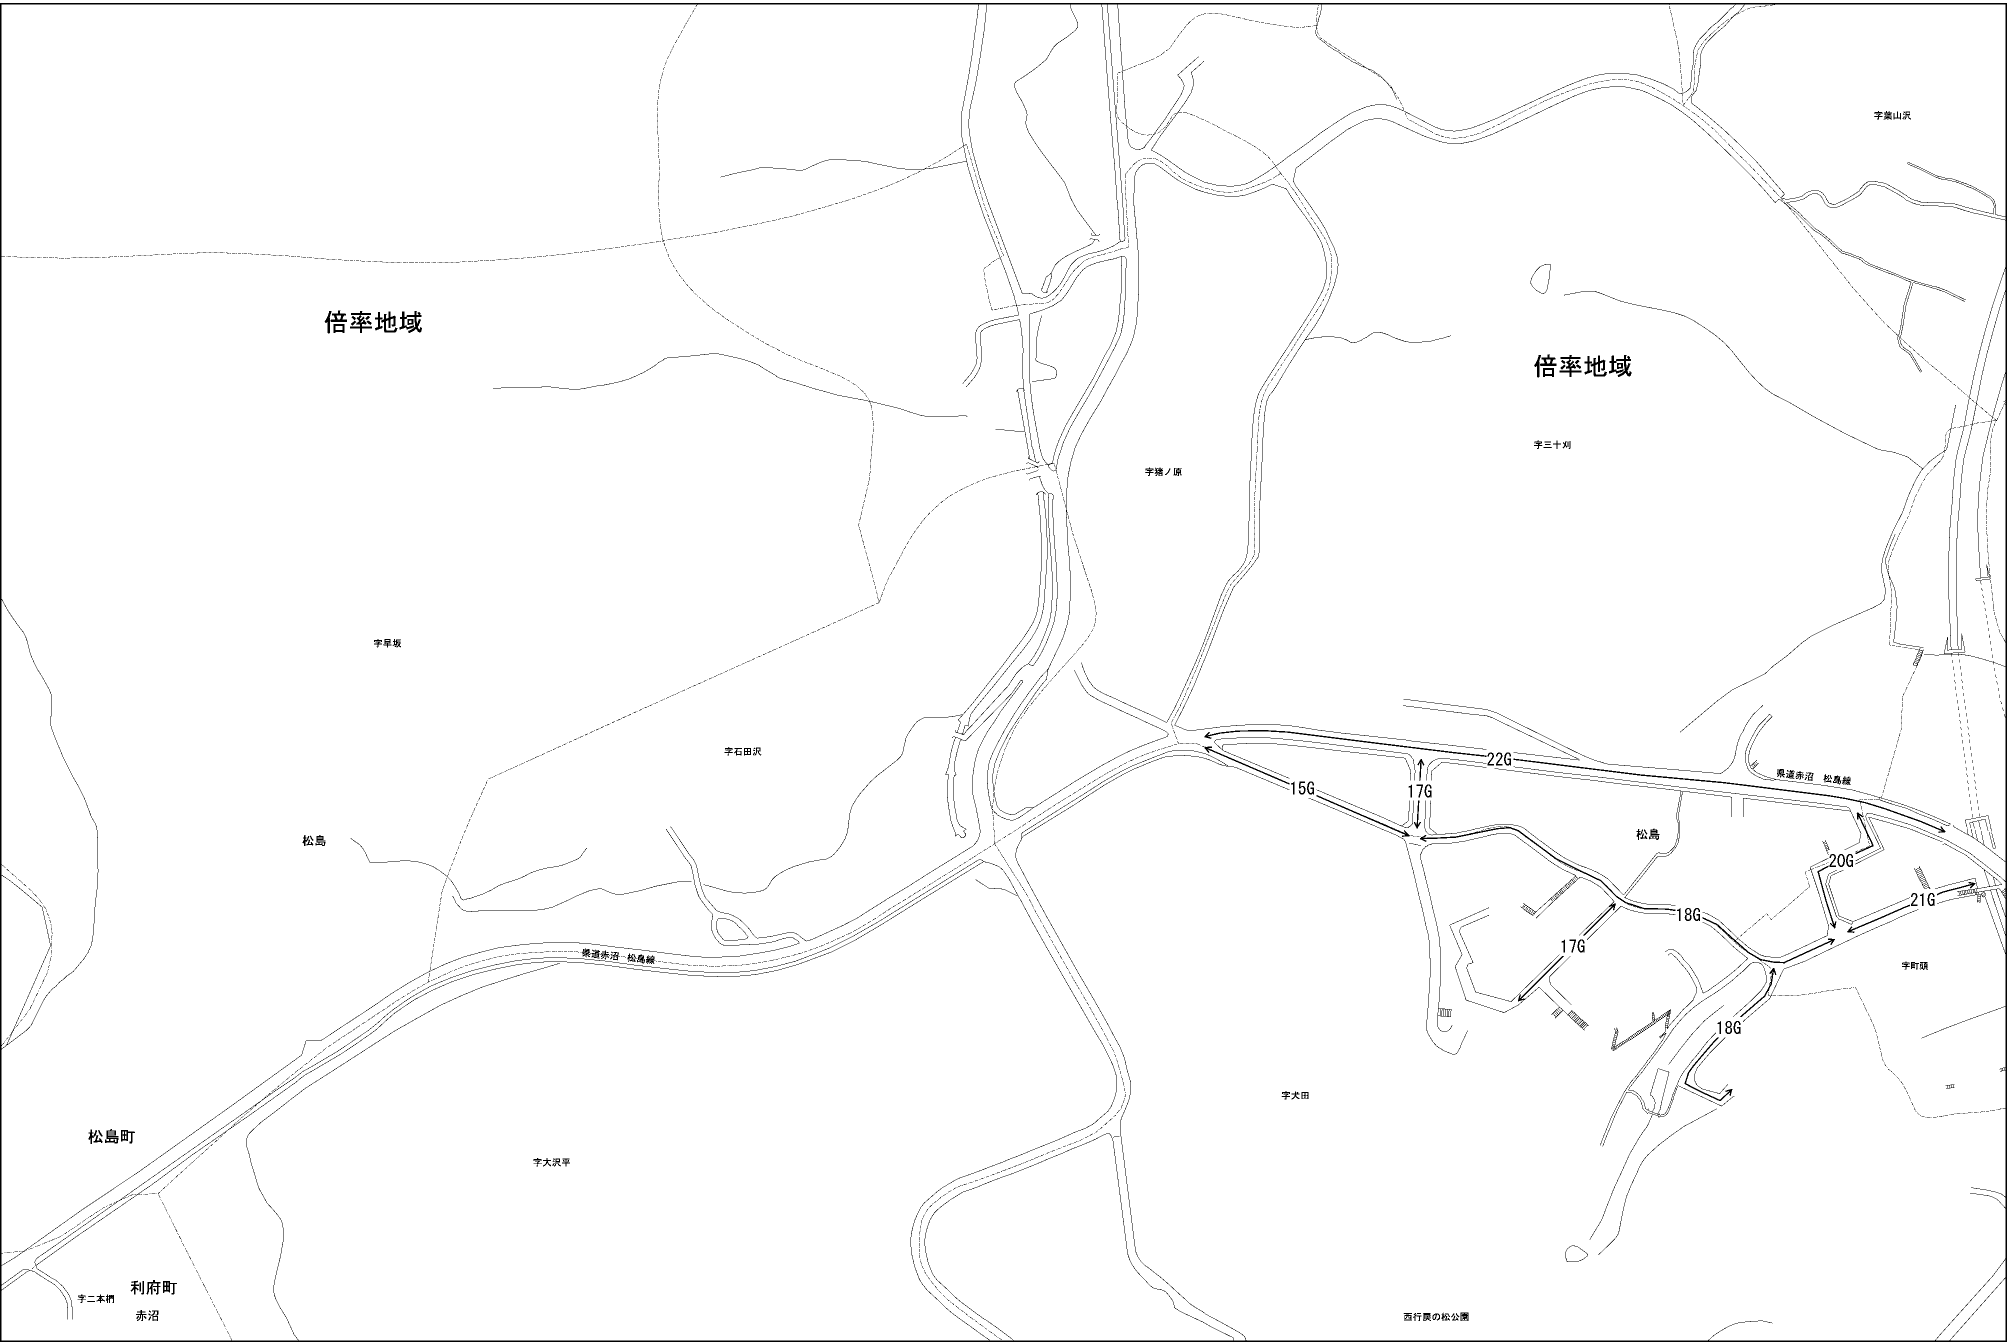 字葉山沢
倍率地域
倍率地域
字三十刈
字猪ノ原
字早坂
字石田沢
22G
県道赤沼　松島線
15G
17G
松島
松島
20G
21G
18G
17G
県道赤沼　松島線
字町頭
18G
字犬田
松島町
字大沢平
利府町
字二本椚
赤沼
西行戻の松公園